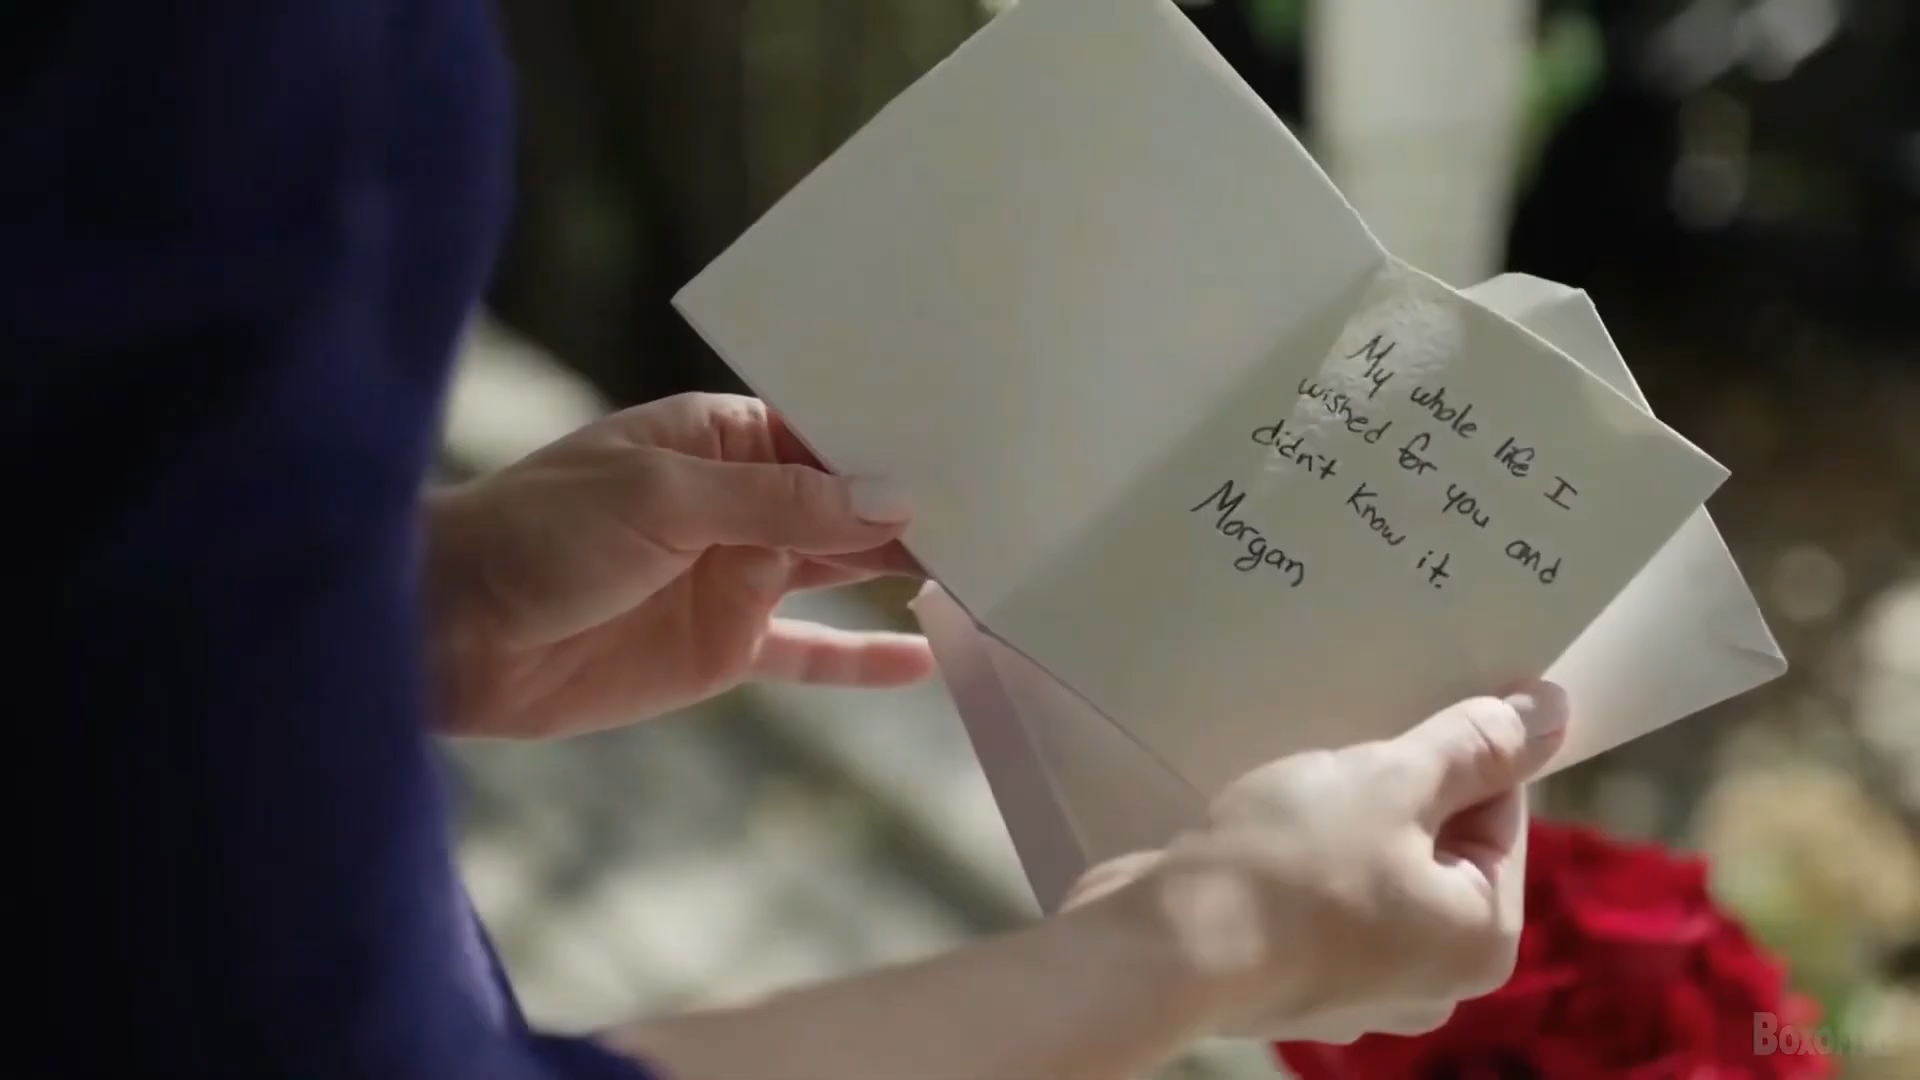 My whole life I
wished for you and
didn't know it.
Morgan